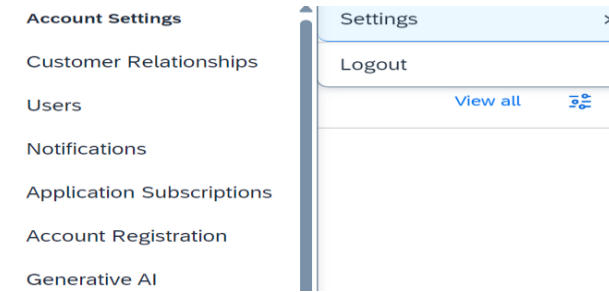 Account Settings
Customer Relationships
Users
Notifications
Application Subscriptions
Account Registration
Generative AI
Settings
Logout
View all